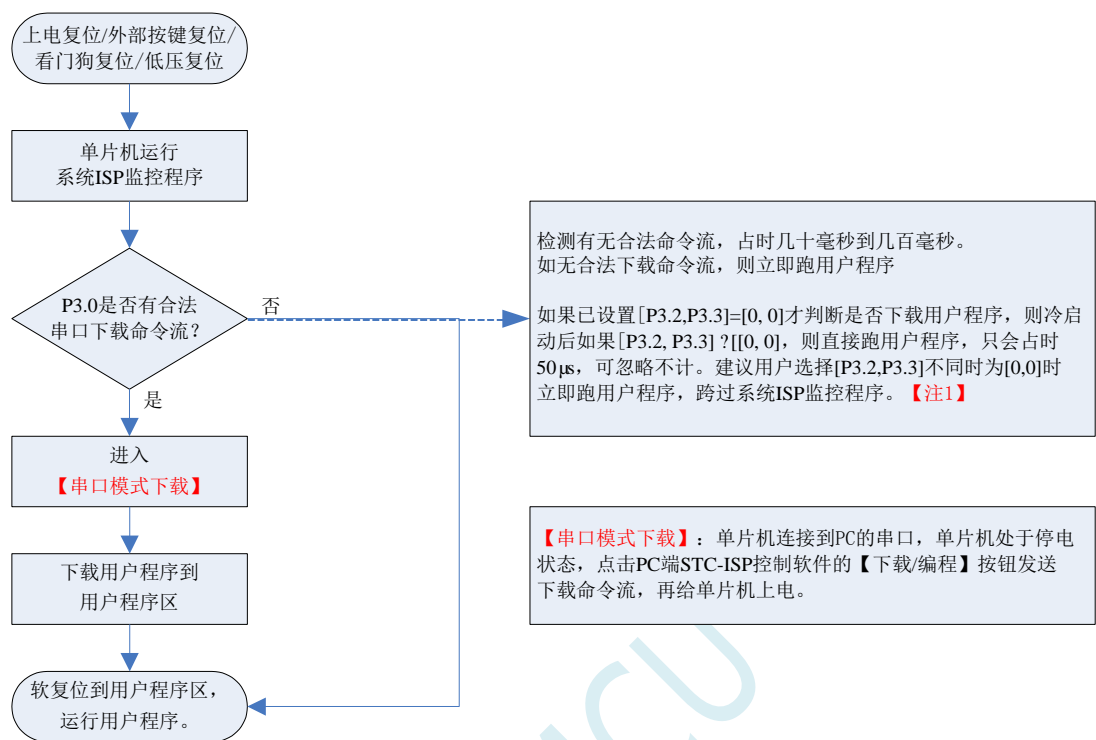 上电复位/外部按键复位/
看门狗复位/低压复位
单片机运行
系统ISP监控程序
P3.0是否有合法
串口下载命令流？
否
是
进入
【串口模式下载】
下载用户程序到
用户程序区
软复位到用户程序区，
运行用户程序。
检测有无合法命令流，占时几十毫秒到几百毫秒。
如无合法下载命令流，则立即跑用户程序
如果已设置[P3.2,P3.3]=[0, 0]才判断是否下载用户程序，则冷启
动后如果[P3.2, P3.3] ?[[0, 0]，则直接跑用户程序，只会占时
50μs，可忽略不计。建议用户选择[P3.2,P3.3]不同时为[0,0]时
立即跑用户程序，跨过系统ISP监控程序。【注1】
【串口模式下载】：单片机连接到PC的串口，单片机处于停电
状态，点击PC端STC-ISP控制软件的【下载/编程】按钮发送
下载命令流，再给单片机上电。